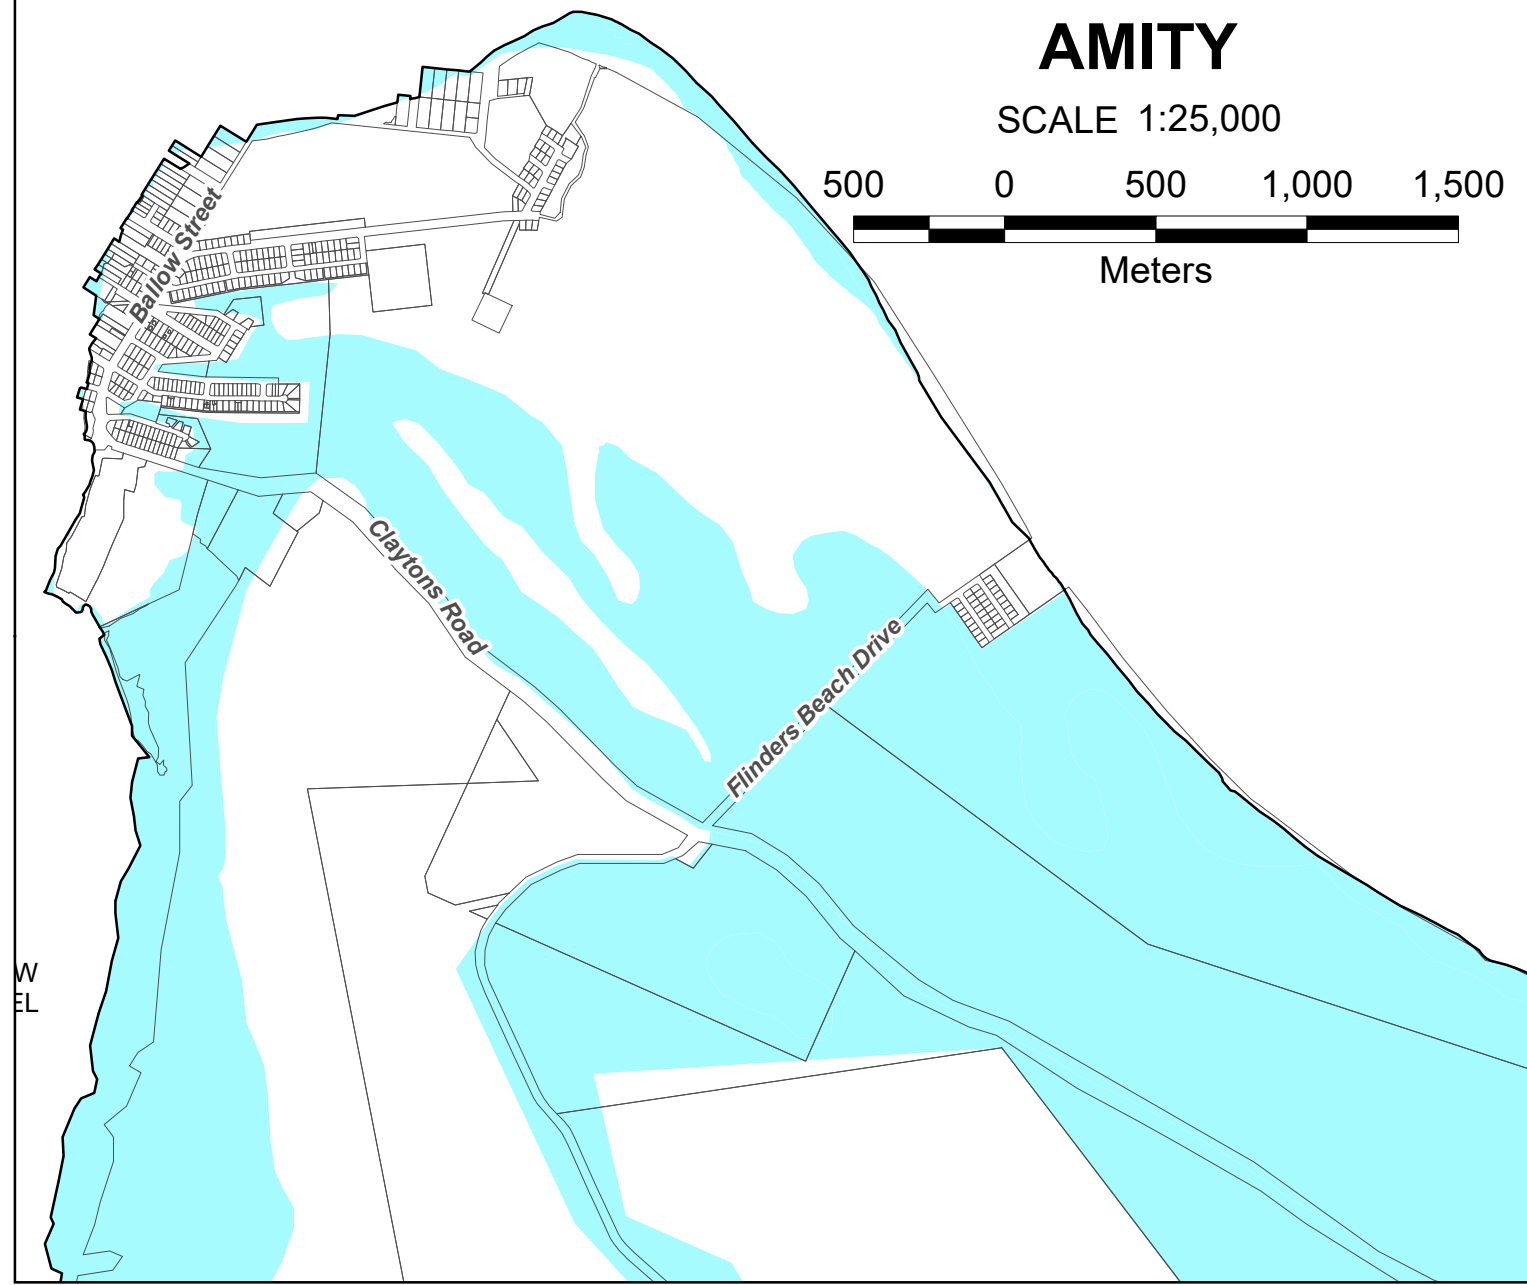 AMITY
SCALE 1:25,000
500 0 500 1,000 1,500
Meters
Ballow Street
Claytons Road
Flinders Beach Drive
W
EL